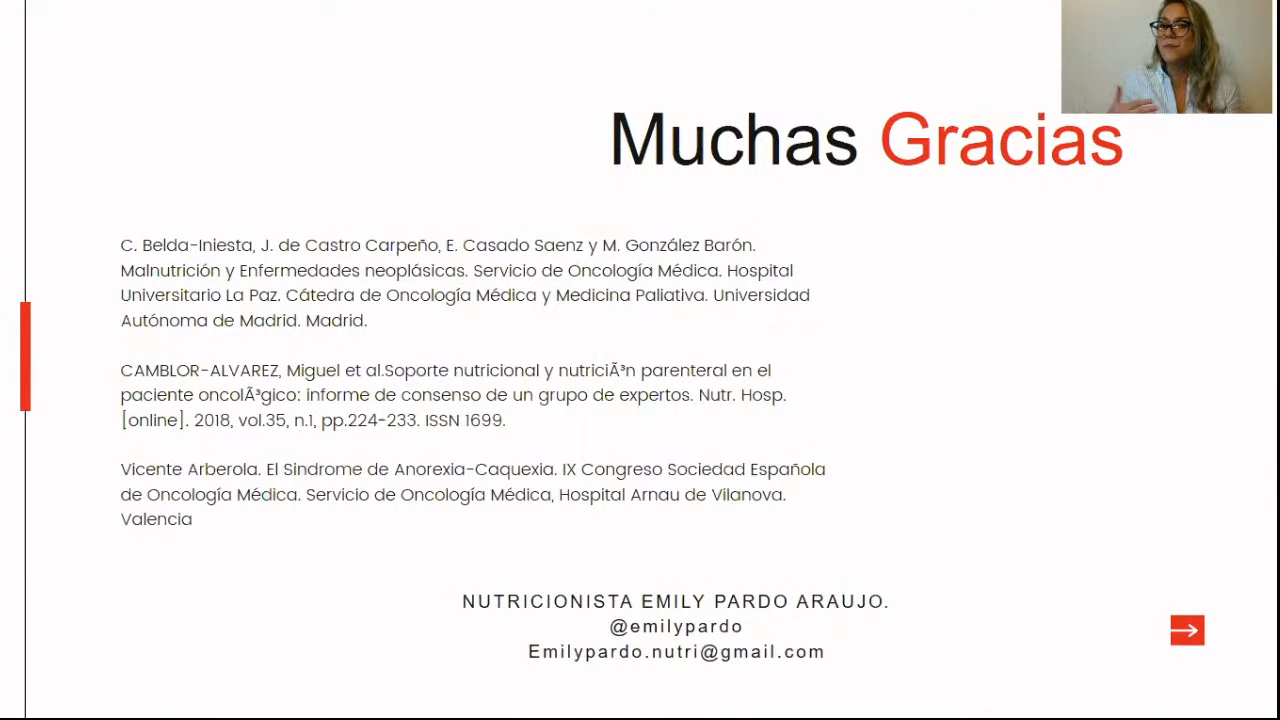 Muchas Gracias
C. Belda-Iniesta, J. de Castro Carpeño, E. Casado Saenz y M. González Barón.
Malnutrición y Enfermedades neoplásicas. Servicio de Oncología Médica. Hospital
Universitario La Paz. Cátedra de Oncología Médica y Medicina Paliativa. Universidad
Autónoma de Madrid. Madrid.
CAMBLOR-ALVAREZ, Miguel et al.Soporte nutricional y nutriciÃ³n parenteral en el
paciente oncolÃ³gico: informe de consenso de un grupo de expertos. Nutr. Hosp.
[online]. 2018, vol.35, n.1, pp.224-233. ISSN 1699.
Vicente Arberola. El Sindrome de Anorexia-Caquexia. IX Congreso Sociedad Española
de Oncología Médica. Servicio de Oncología Médica, Hospital Arnau de Vilanova.
Valencia
NUTRICIONISTA EMILY PARDO ARAUJO.
@emilypardo
Emilypardo.nutri@gmail.com